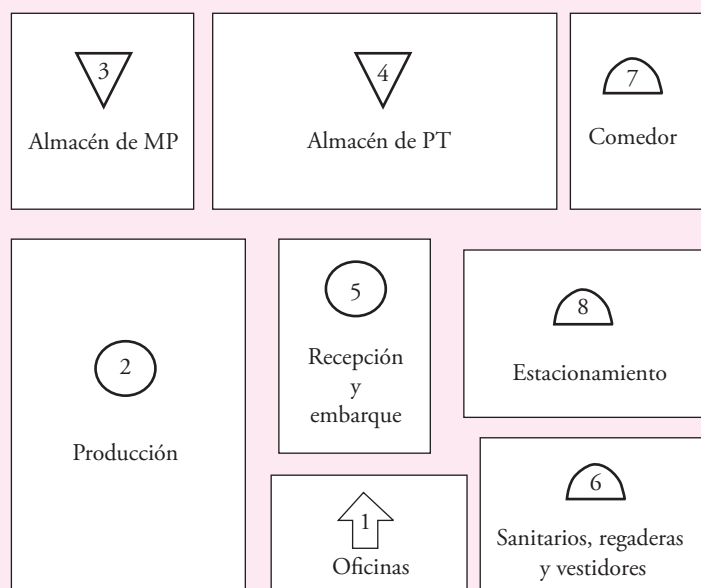 3
Almacén de MP
4
Almacén de PT
7
Comedor
2
Producción
5
Recepción
y
embarque
8
Estacionamiento
1
Oficinas
6
Sanitarios, regaderas
y vestidores